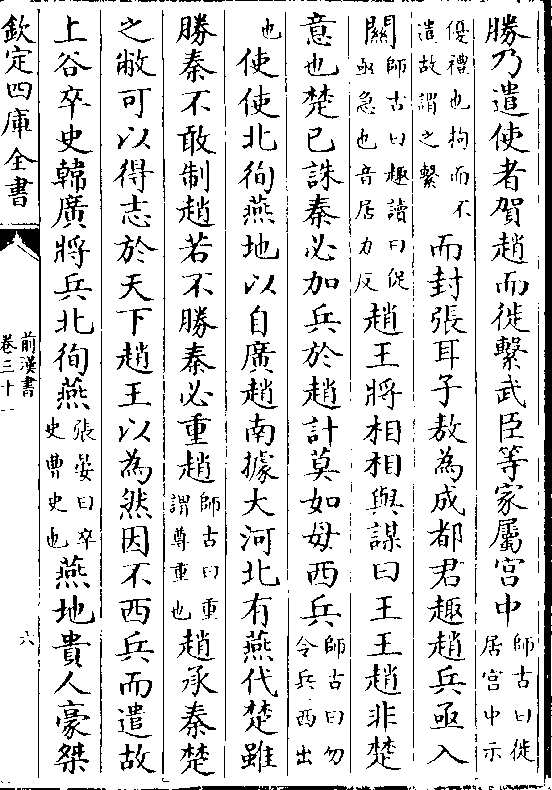 勝乃遣使者賀趙而徙繫武臣等家屬宮中師古曰徙居宮中示
優禮也拘而不遣故謂之繫而封張耳子敖為成都君趣趙兵亟入
關師古曰趣讀曰促亟急也音居力反趙王將相相與謀曰王王趙非楚
意也楚已誅秦必加兵於趙計莫如毋西兵師古曰勿令兵西出
也使使北徇燕地以自廣趙南據大河北有燕代楚雖
勝秦不敢制趙若不勝秦必重趙師古曰重謂尊重也趙承秦楚
之敝可以得志於天下趙王以為然因不西兵而遣故
上谷卒史韓廣將兵北徇燕張晏曰卒史曹史也燕地貴人豪桀
欽定四庫全書
前漢書
卷三十一
六